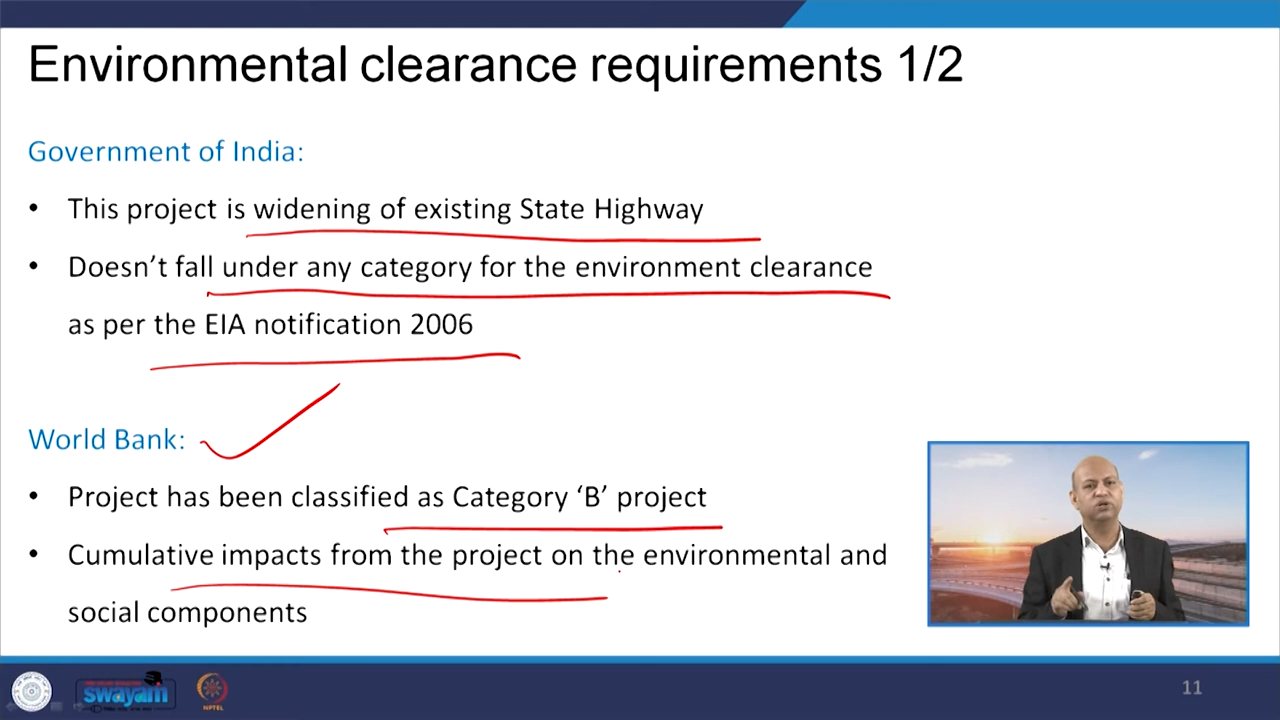 Environmental clearance requirements 1/2
Government of India:
• This project is widening of existing State Highway
• Doesn't fall under any category for the environment clearance
as per the EIA notification 2006
World Bank:
• Project has been classified as Category ‘B’ project
• Cumulative impacts from the project on the environmental and
social components
swayam
NPTEL
11